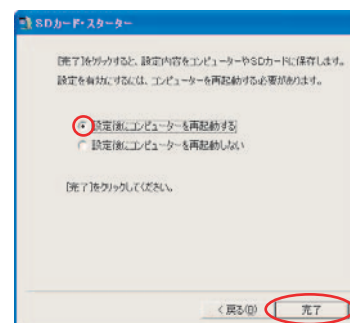 SDカード・スターター
[完了]をクリックすると、設定内容をコンピューターやSDカードに保存します。
設定を有効にするには、コンピューターを再起動する必要があります。
設定後にコンピューターを再起動する
設定後にコンピューターを再起動しない
[完了]をクリックしてください。
< 戻る(B)
完了